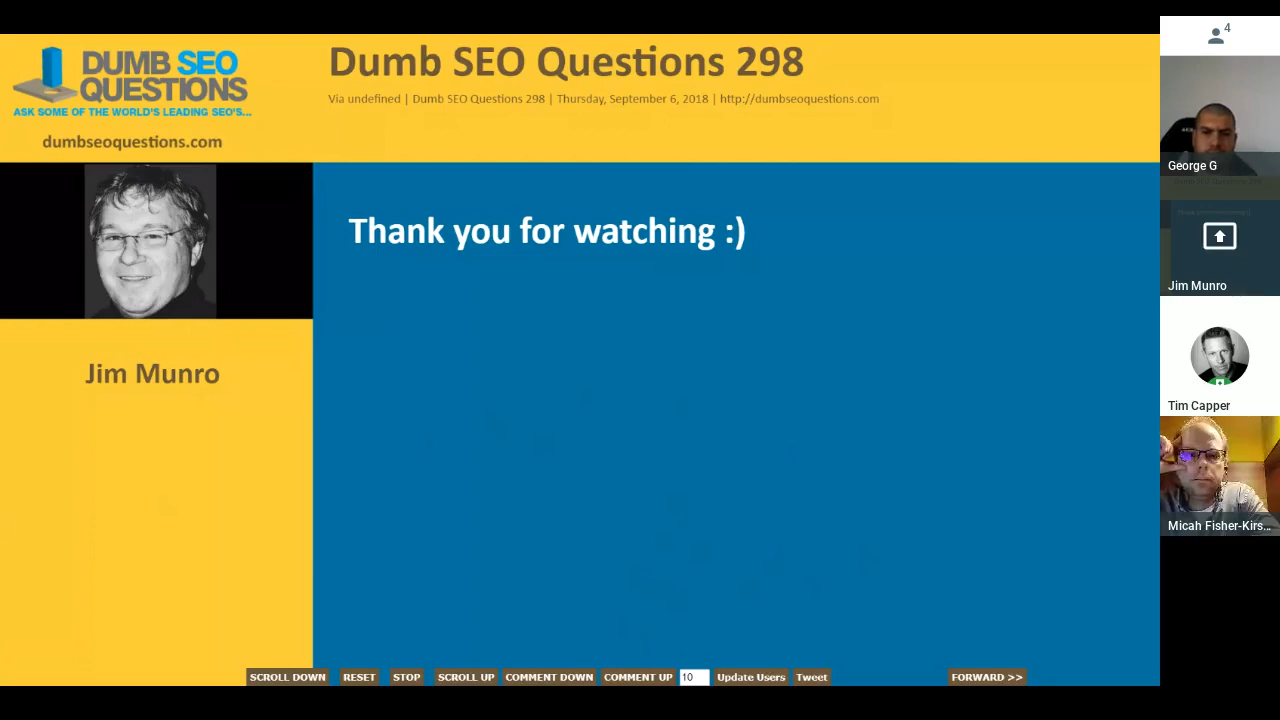 DUMB SEO
QUESTIONS
ASK SOME OF THE WORLD'S LEADING SEO'S...
dumbseoquestions.com
Dumb SEO Questions 298
Via undefined | Dumb SEO Questions 298 | Thursday, September 6, 2018 | http://dumbseoquestions.com
Jim Munro
Thank you for watching :)
SCROLL DOWN RESET STOP SCROLL UP COMMENT DOWN COMMENT UP 10 Update Users Tweet FORWARD >>
4
George G
Jim Munro
Tim Capper
Micah Fisher-Kirs...